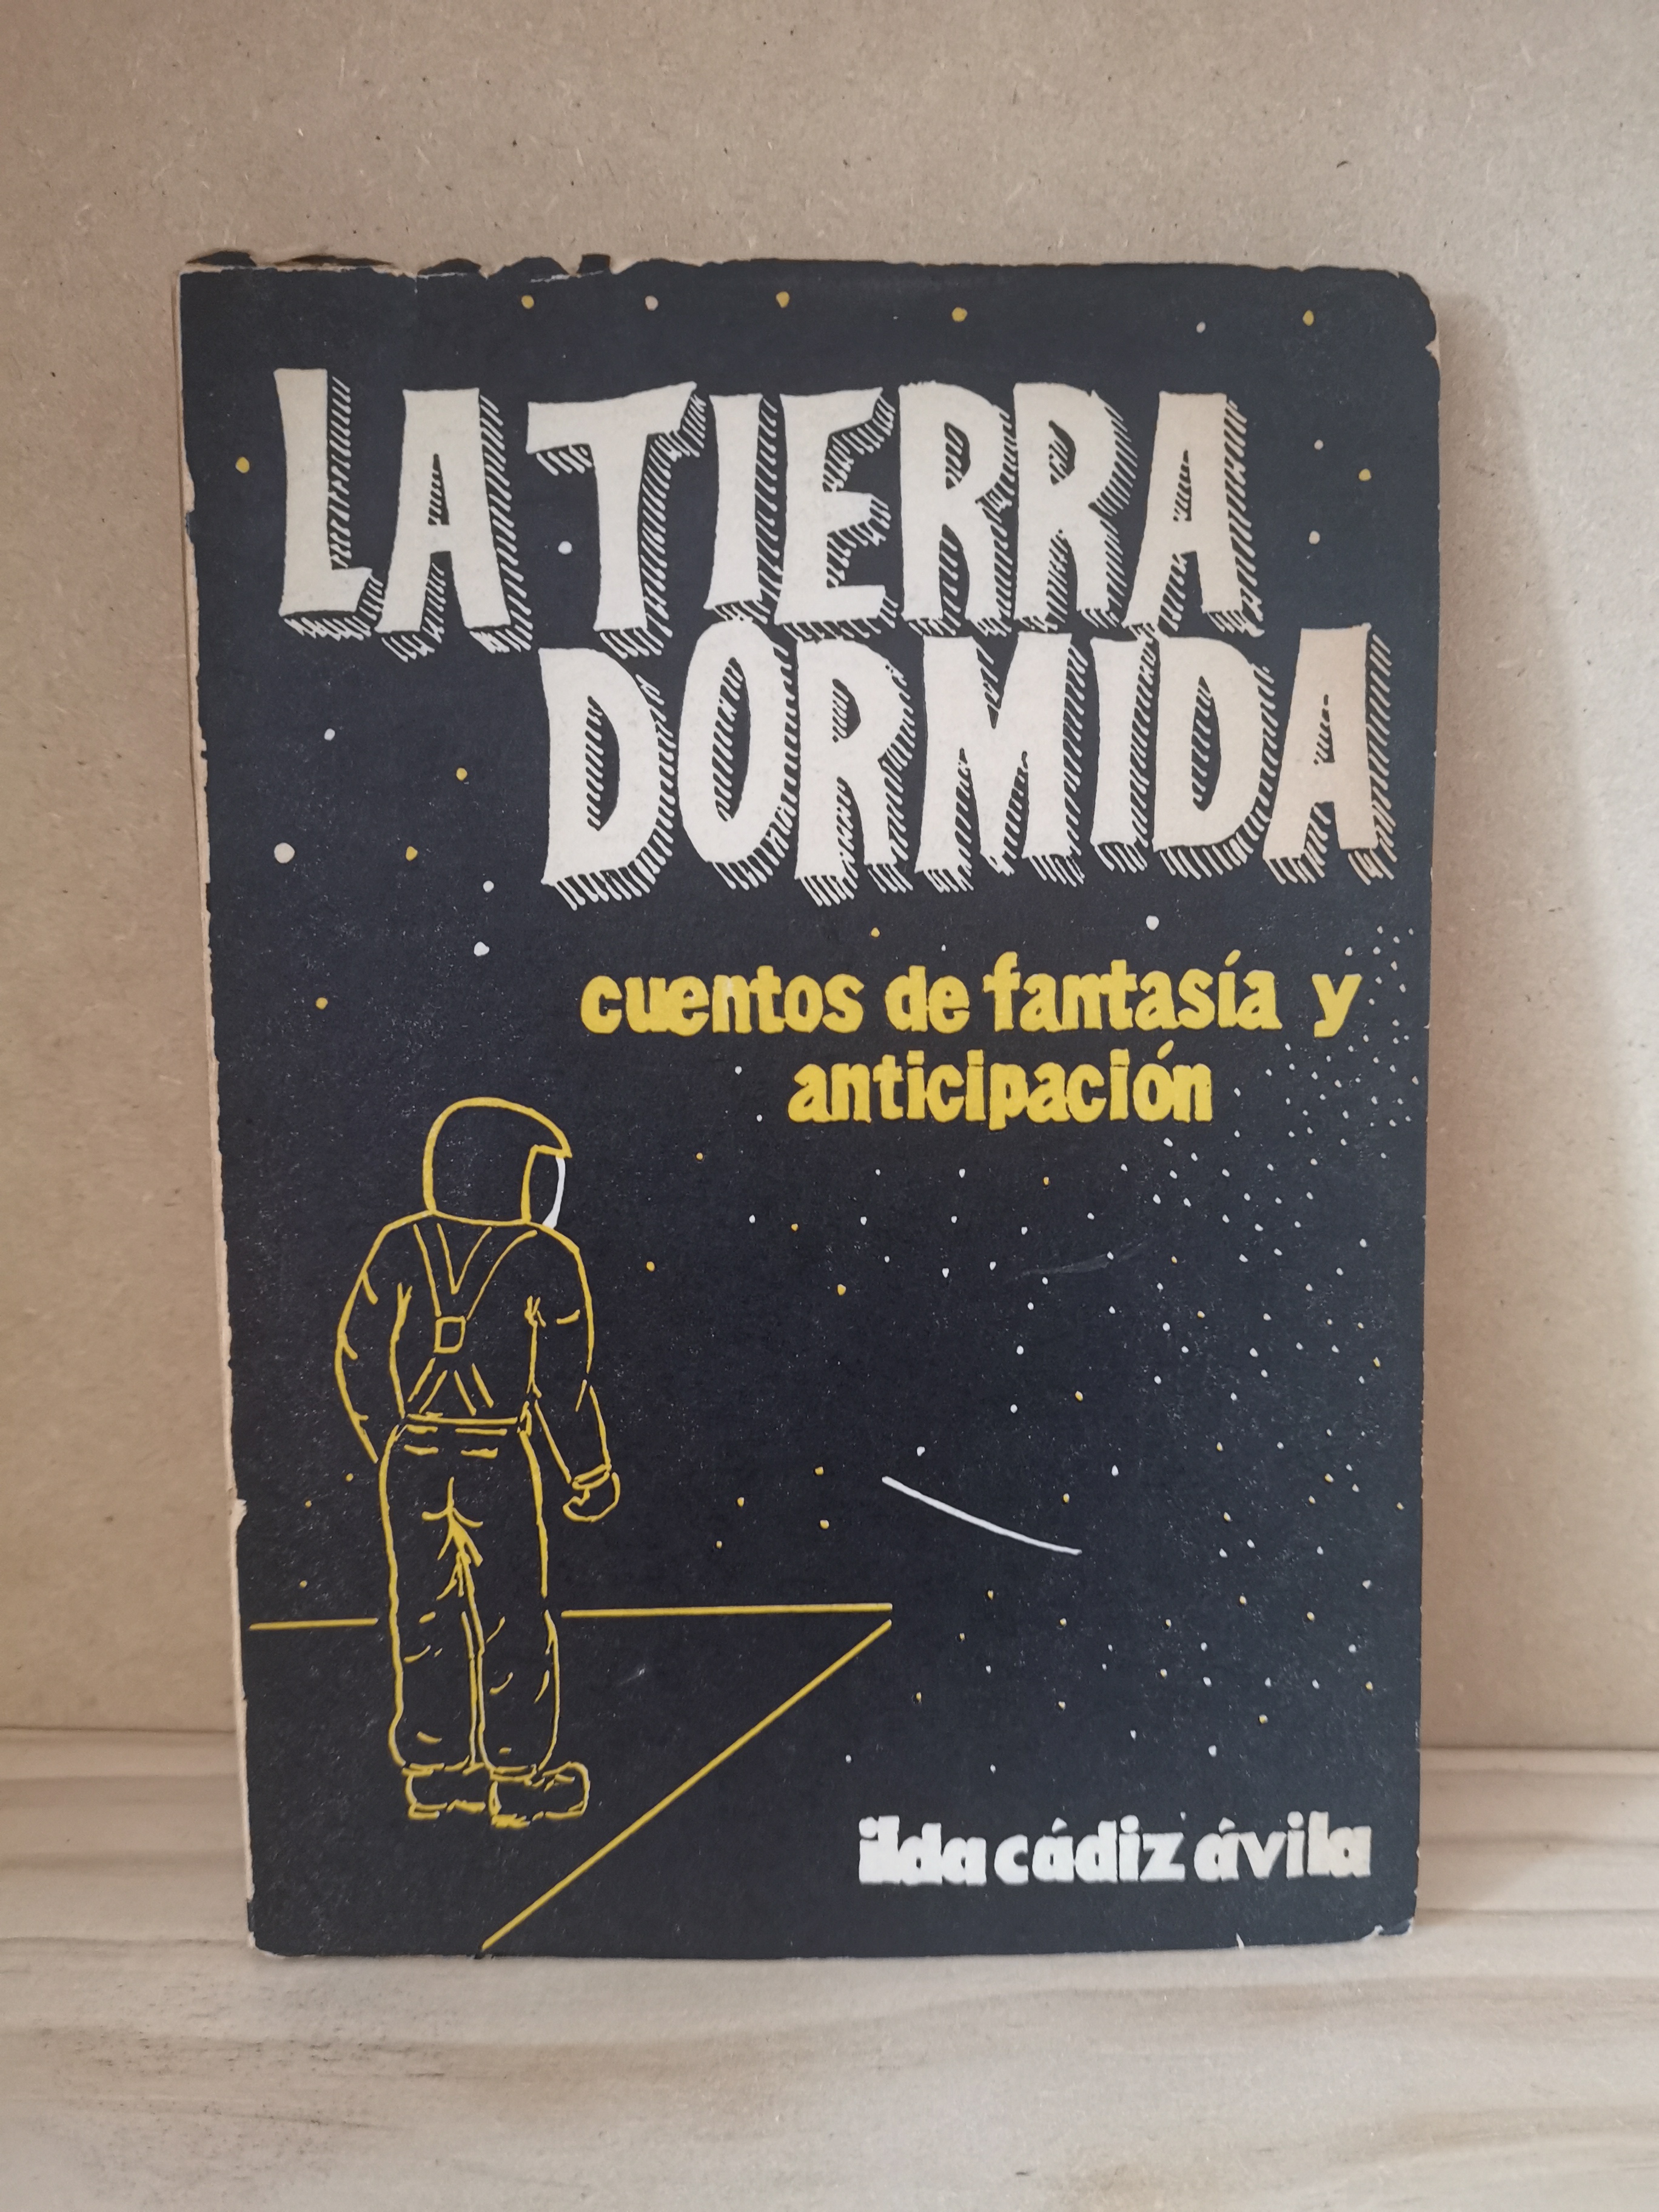 LA TIERRA
DORMIDA
cuentos de fantasía y
anticipación
ilda cádiz ávila